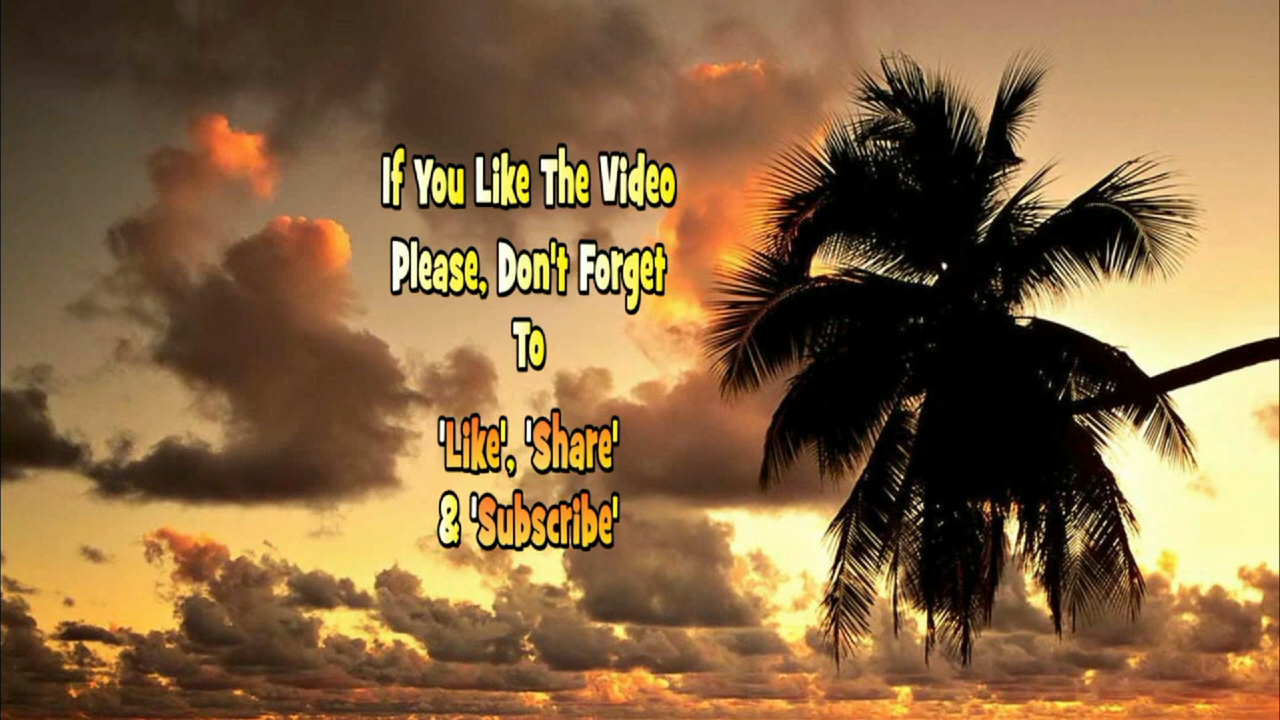 If You Like The Video
Please, Don't Forget
To
'Like', 'Share'
& 'Subscribe'